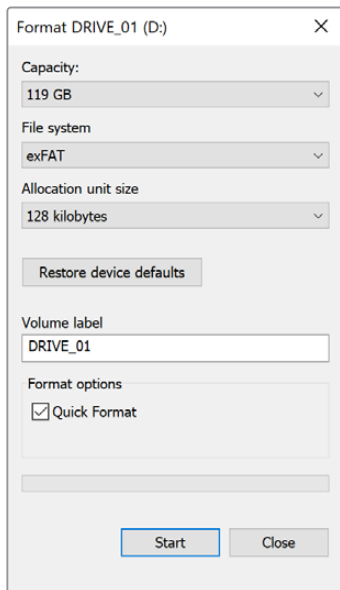 Format DRIVE_01 (D:)
Capacity:
119 GB
File system
exFAT
Allocation unit size
128 kilobytes
Restore device defaults
Volume label
DRIVE_01
Format options
Quick Format
Start Close